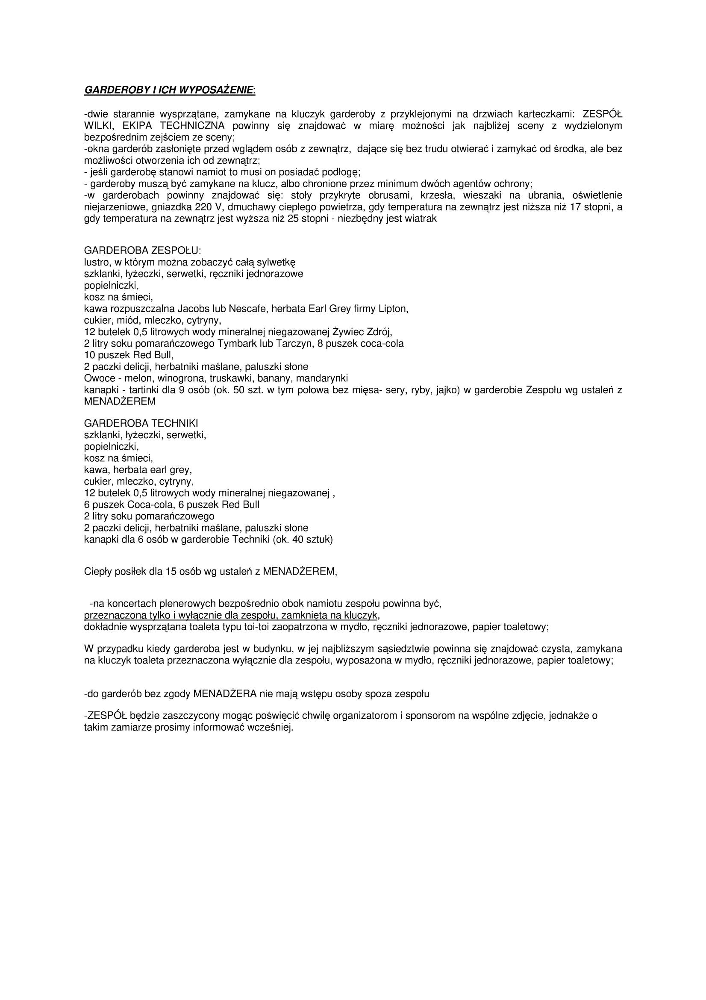 GARDEROBY I ICH WYPOSAŻENIE:
-dwie starannie wysprzątane, zamykane na kluczyk garderoby z przyklejonymi na drzwiach karteczkami: ZESPÓŁ
WILKI, EKIPA TECHNICZNA powinny się znajdować w miarę możności jak najbliżej sceny z wydzielonym
bezpośrednim zejściem ze sceny;
-okna garderób zasłonięte przed wglądem osób z zewnątrz, dające się bez trudu otwierać i zamykać od środka, ale bez
możliwości otworzenia ich od zewnątrz;
- jeśli garderobę stanowi namiot to musi on posiadać podłogę;
- garderoby muszą być zamykane na klucz, albo chronione przez minimum dwóch agentów ochrony;
-w garderobach powinny znajdować się: stoły przykryte obrusami, krzesła, wieszaki na ubrania, oświetlenie
niejarzeniowe, gniazdka 220 V, dmuchawy ciepłego powietrza, gdy temperatura na zewnątrz jest niższa niż 17 stopni, a
gdy temperatura na zewnątrz jest wyższa niż 25 stopni - niezbędny jest wiatrak
GARDEROBA ZESPOŁU:
lustro, w którym można zobaczyć całą sylwetkę
szklanki, łyżeczki, serwetki, ręczniki jednorazowe
popielniczki,
kosz na śmieci,
kawa rozpuszczalna Jacobs lub Nescafe, herbata Earl Grey firmy Lipton,
cukier, miód, mleczko, cytryny,
12 butelek 0,5 litrowych wody mineralnej niegazowanej Żywiec Zdrój,
2 litry soku pomarańczowego Tymbark lub Tarczyn, 8 puszek coca-cola
10 puszek Red Bull,
2 paczki delicji, herbatniki maślane, paluszki słone
Owoce - melon, winogrona, truskawki, banany, mandarynki
kanapki - tartinki dla 9 osób (ok. 50 szt. w tym połowa bez mięsa- sery, ryby, jajko) w garderobie Zespołu wg ustaleń z
MENADŻEREM
GARDEROBA TECHNIKI
szklanki, łyżeczki, serwetki,
popielniczki,
kosz na śmieci,
kawa, herbata earl grey,
cukier, mleczko, cytryny,
12 butelek 0,5 litrowych wody mineralnej niegazowanej ,
6 puszek Coca-cola, 6 puszek Red Bull
2 litry soku pomarańczowego
2 paczki delicji, herbatniki maślane, paluszki słone
kanapki dla 6 osób w garderobie Techniki (ok. 40 sztuk)
Ciepły posiłek dla 15 osób wg ustaleń z MENADŻEREM,
-na koncertach plenerowych bezpośrednio obok namiotu zespołu powinna być,
przeznaczona tylko i wyłącznie dla zespołu, zamknięta na kluczyk,
dokładnie wysprzątana toaleta typu toi-toi zaopatrzona w mydło, ręczniki jednorazowe, papier toaletowy;
W przypadku kiedy garderoba jest w budynku, w jej najbliższym sąsiedztwie powinna się znajdować czysta, zamykana
na kluczyk toaleta przeznaczona wyłącznie dla zespołu, wyposażona w mydło, ręczniki jednorazowe, papier toaletowy;
-do garderób bez zgody MENADŻERA nie mają wstępu osoby spoza zespołu
-ZESPÓŁ będzie zaszczycony mogąc poświęcić chwilę organizatorom i sponsorom na wspólne zdjęcie, jednakże o
takim zamiarze prosimy informować wcześniej.